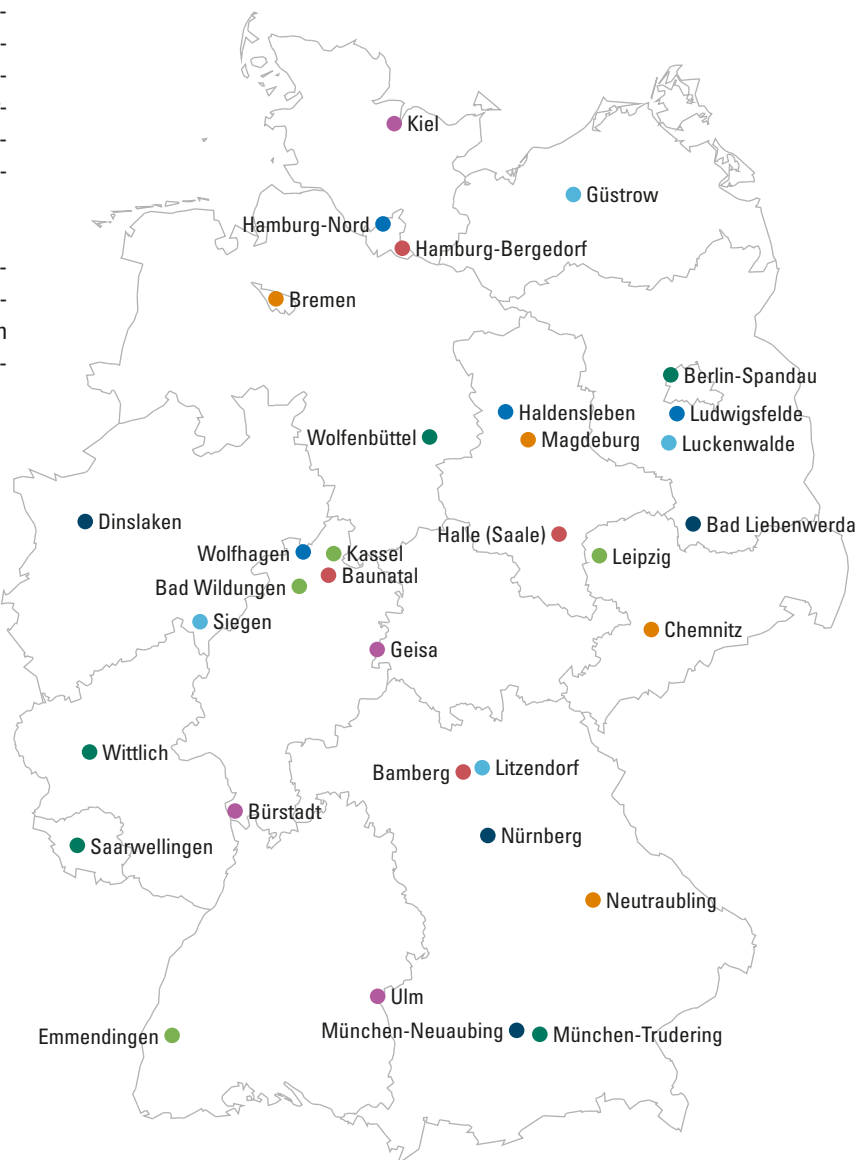 -
-
-
-
-
-
-
-
n
-
Kiel
Güstrow
Hamburg-Nord
Hamburg-Bergedorf
Bremen
Berlin-Spandau
Haldensleben
Ludwigsfelde
Wolfenbüttel
Magdeburg
Luckenwalde
Dinslaken
Bad Liebenwerda
Halle (Saale)
Wolfhagen
Kassel
Leipzig
Baunatal
Bad Wildungen
Siegen
Chemnitz
Geisa
Wittlich
Bamberg
Litzendorf
Bürstadt
Nürnberg
Saarwellingen
Neutraubling
Ulm
München-Neuaubing
München-Trudering
Emmendingen